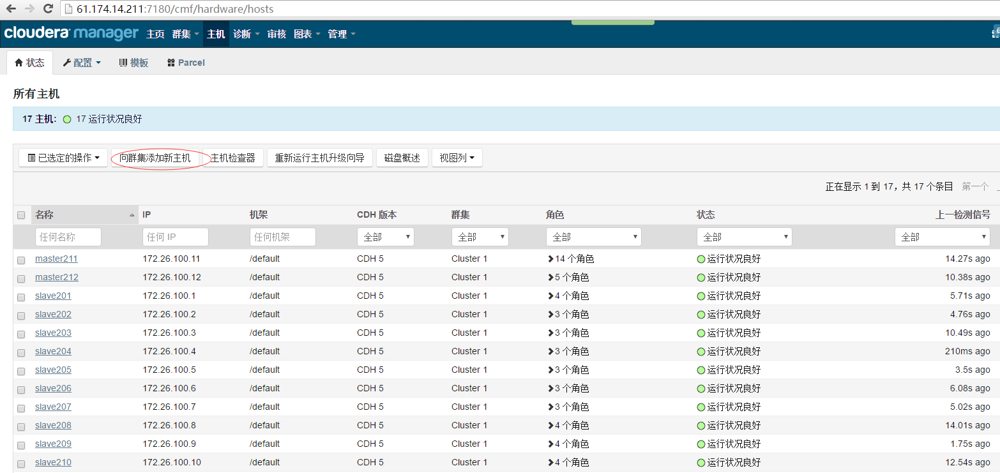 61.174.14.211:7180/cmf/hardware/hosts
cloudera manager 主页 群集 主机 诊断 审核 图表 管理
状态 配置 模板 Parcel
所有主机
17 主机: 17 运行状况良好
已选定的操作 向群集添加新主机 主机检查器 重新运行主机升级向导 磁盘概述 视图列
正在显示 1 到 17，共 17 个条目 第一个
名称 IP 机架 CDH 版本 群集 角色 状态 上一检测信号
任何名称 任何 IP 任何机架 全部 全部 全部 全部 全部
master211 172.26.100.11 /default CDH 5 Cluster 1 14 个角色 运行状况良好 14.27s ago
master212 172.26.100.12 /default CDH 5 Cluster 1 5 个角色 运行状况良好 10.38s ago
slave201 172.26.100.1 /default CDH 5 Cluster 1 4 个角色 运行状况良好 5.71s ago
slave202 172.26.100.2 /default CDH 5 Cluster 1 3 个角色 运行状况良好 4.76s ago
slave203 172.26.100.3 /default CDH 5 Cluster 1 3 个角色 运行状况良好 10.49s ago
slave204 172.26.100.4 /default CDH 5 Cluster 1 3 个角色 运行状况良好 210ms ago
slave205 172.26.100.5 /default CDH 5 Cluster 1 3 个角色 运行状况良好 3.5s ago
slave206 172.26.100.6 /default CDH 5 Cluster 1 3 个角色 运行状况良好 6.08s ago
slave207 172.26.100.7 /default CDH 5 Cluster 1 3 个角色 运行状况良好 5.02s ago
slave208 172.26.100.8 /default CDH 5 Cluster 1 4 个角色 运行状况良好 14.01s ago
slave209 172.26.100.9 /default CDH 5 Cluster 1 4 个角色 运行状况良好 1.75s ago
slave210 172.26.100.10 /default CDH 5 Cluster 1 4 个角色 运行状况良好 12.54s ago